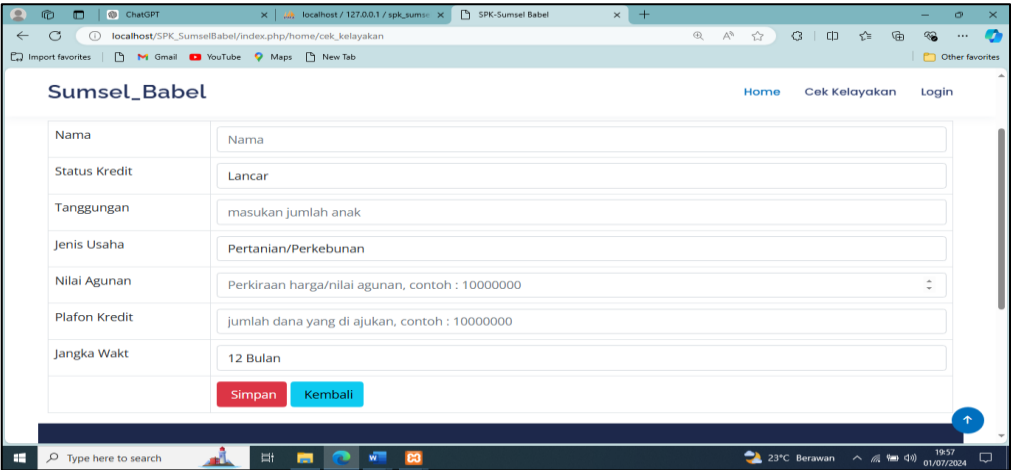 ChatGPT
localhost / 127.0.0.1 / spk_sumse
SPK-Sumsel Babel
localhost/SPK_SumselBabel/index.php/home/cek_kelayakan
Import favorites
Gmail
YouTube
Maps
New Tab
Other favorites
Sumsel_Babel
Home
Cek Kelayakan
Login
Nama
Nama
Status Kredit
Lancar
Tanggungan
masukan jumlah anak
Jenis Usaha
Pertanian/Perkebunan
Nilai Agunan
Perkiraan harga/nilai agunan, contoh : 10000000
Plafon Kredit
jumlah dana yang di ajukan, contoh : 10000000
Jangka Wakt
12 Bulan
Simpan
Kembali
Type here to search
23°C Berawan
19:57
01/07/2024